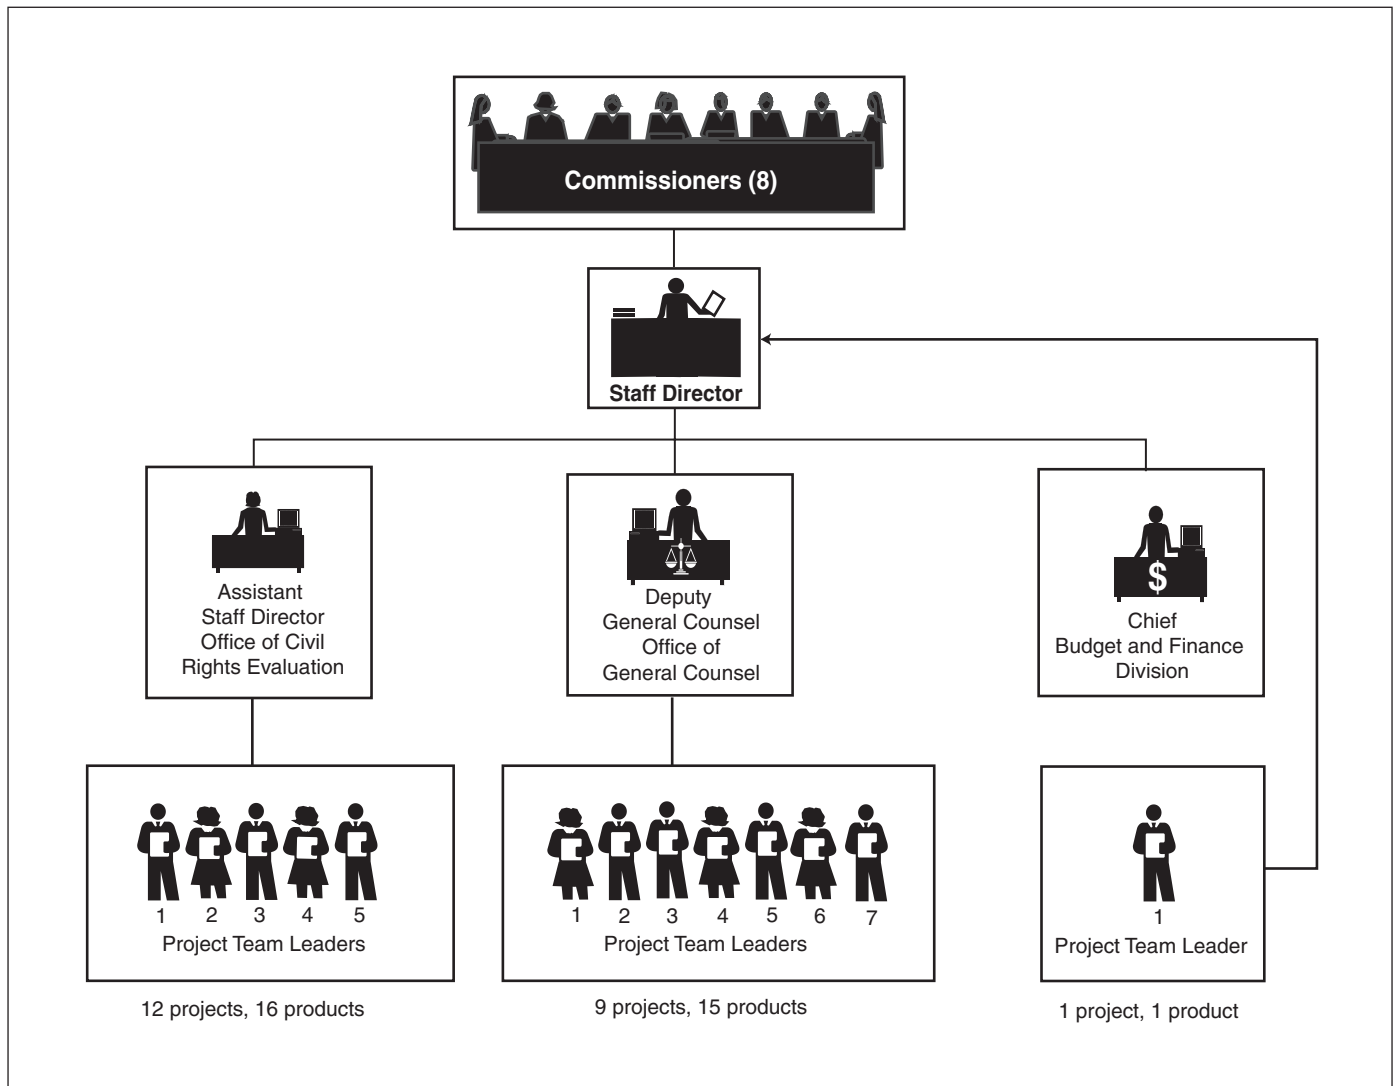 Commissioners (8)
Staff Director
Assistant
Staff Director
Office of Civil
Rights Evaluation
Deputy
General Counsel
Office of
General Counsel
$
Chief
Budget and Finance
Division
1 2 3 4 5
Project Team Leaders
12 projects, 16 products
1 2 3 4 5 6 7
Project Team Leaders
9 projects, 15 products
1
Project Team Leader
1 project, 1 product